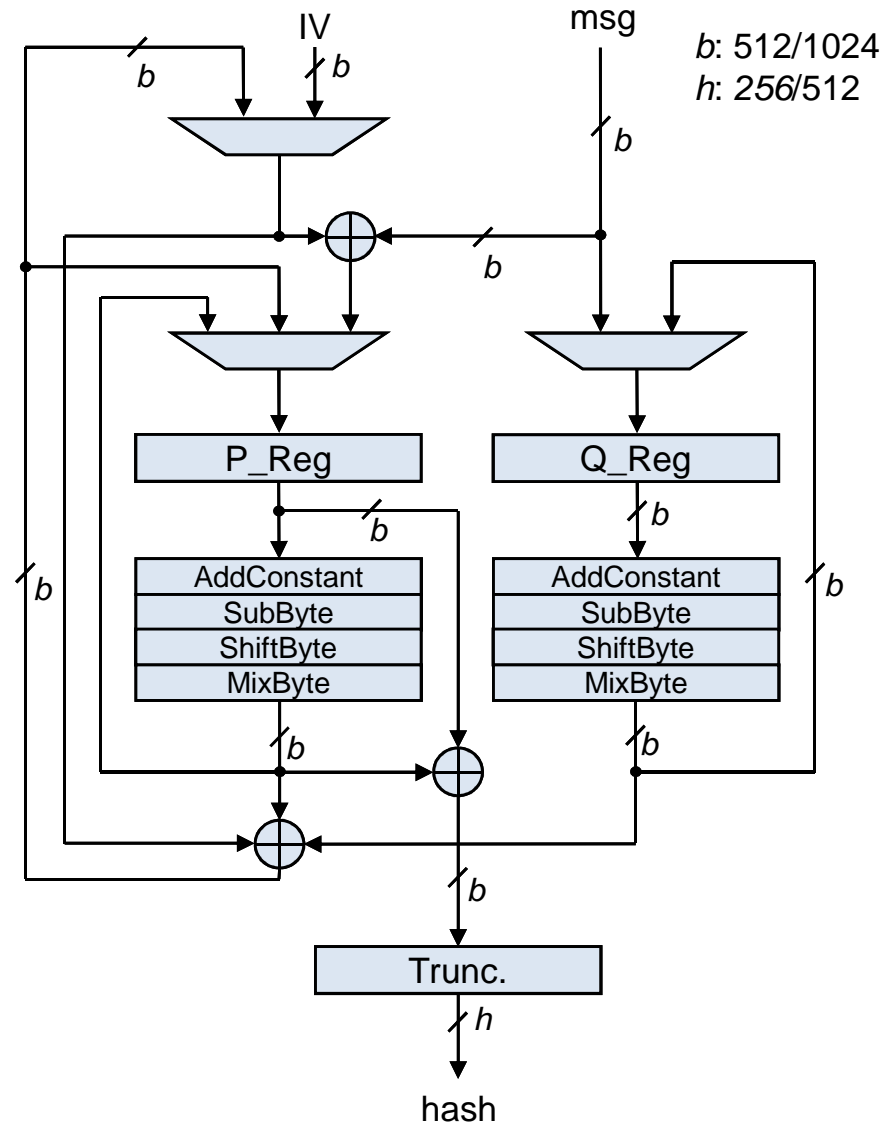 IV
msg
b: 512/1024
h: 256/512
b
b
b
b
P_Reg
Q_Reg
b
b
AddConstant
SubByte
ShiftByte
MixByte
AddConstant
SubByte
ShiftByte
MixByte
b
b
b
b
b
Trunc.
h
hash